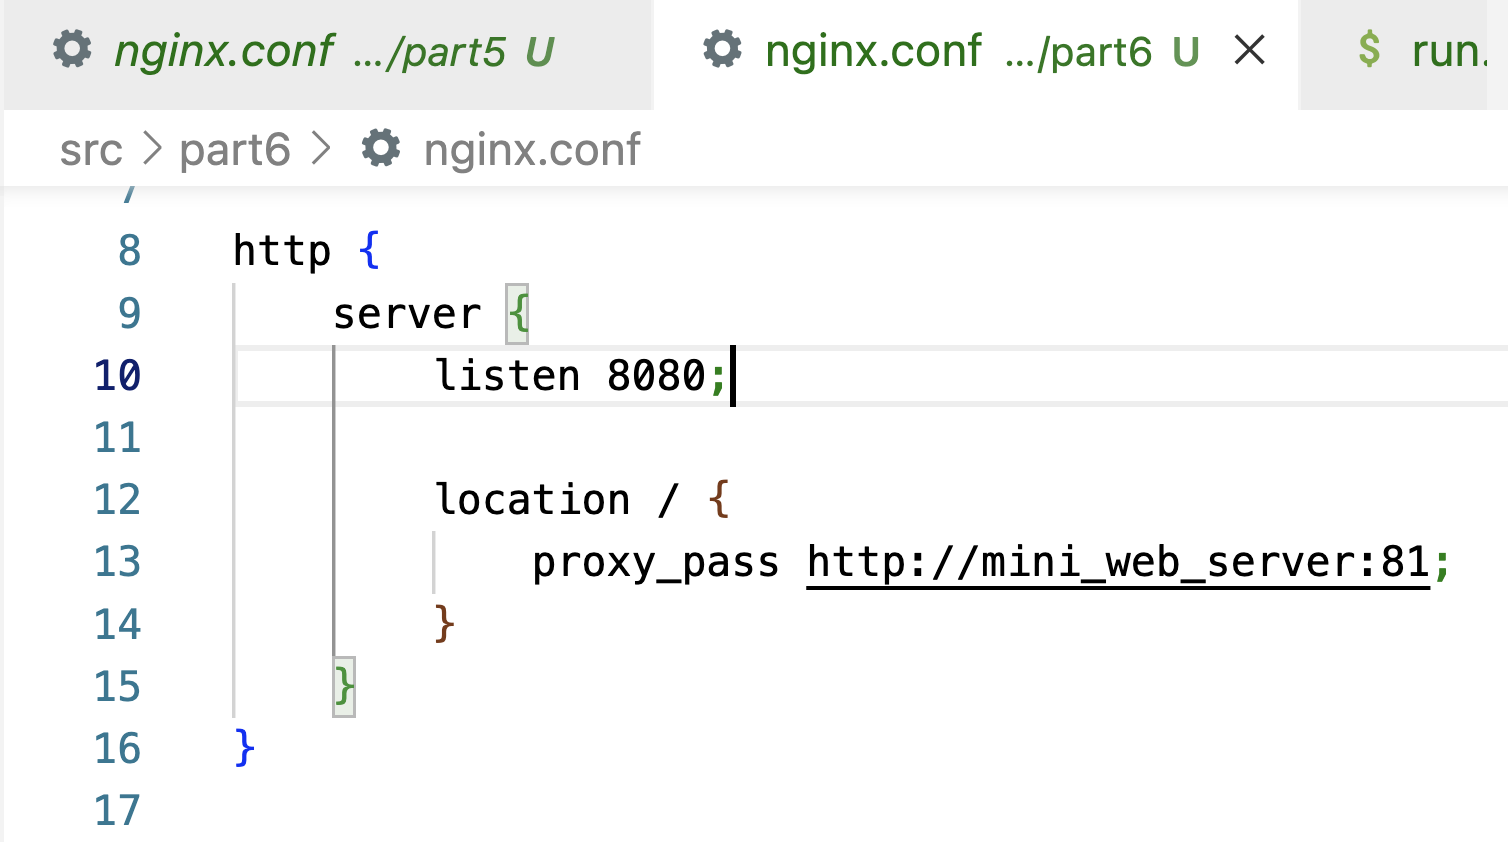 nginx.conf .../part5 U nginx.conf .../part6 U $ run.
src > part6 > nginx.conf
7
8 http {
9 server {
10 listen 8080;
11
12 location / {
13 proxy_pass http://mini_web_server:81;
14 }
15 }
16 }
17